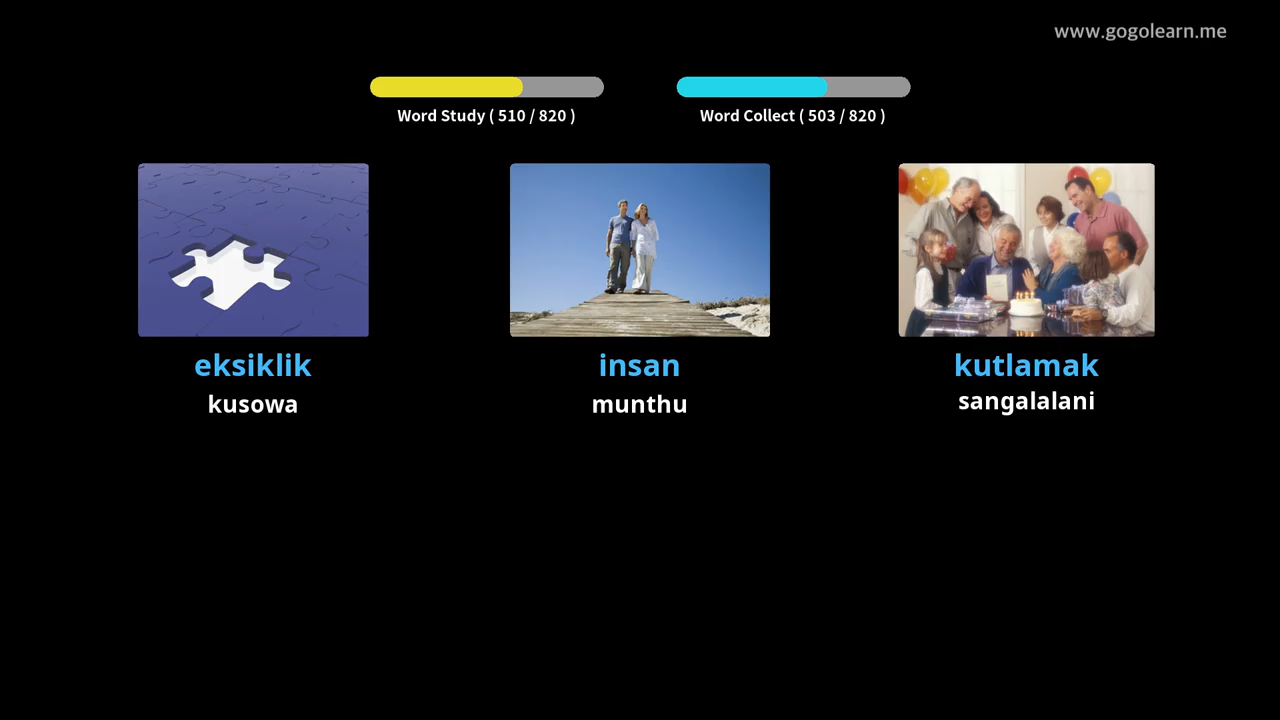 www.gogolearn.me
Word Study ( 510 / 820 )
Word Collect ( 503 / 820 )
eksiklik
kusowa
insan
munthu
kutlamak
sangalalani